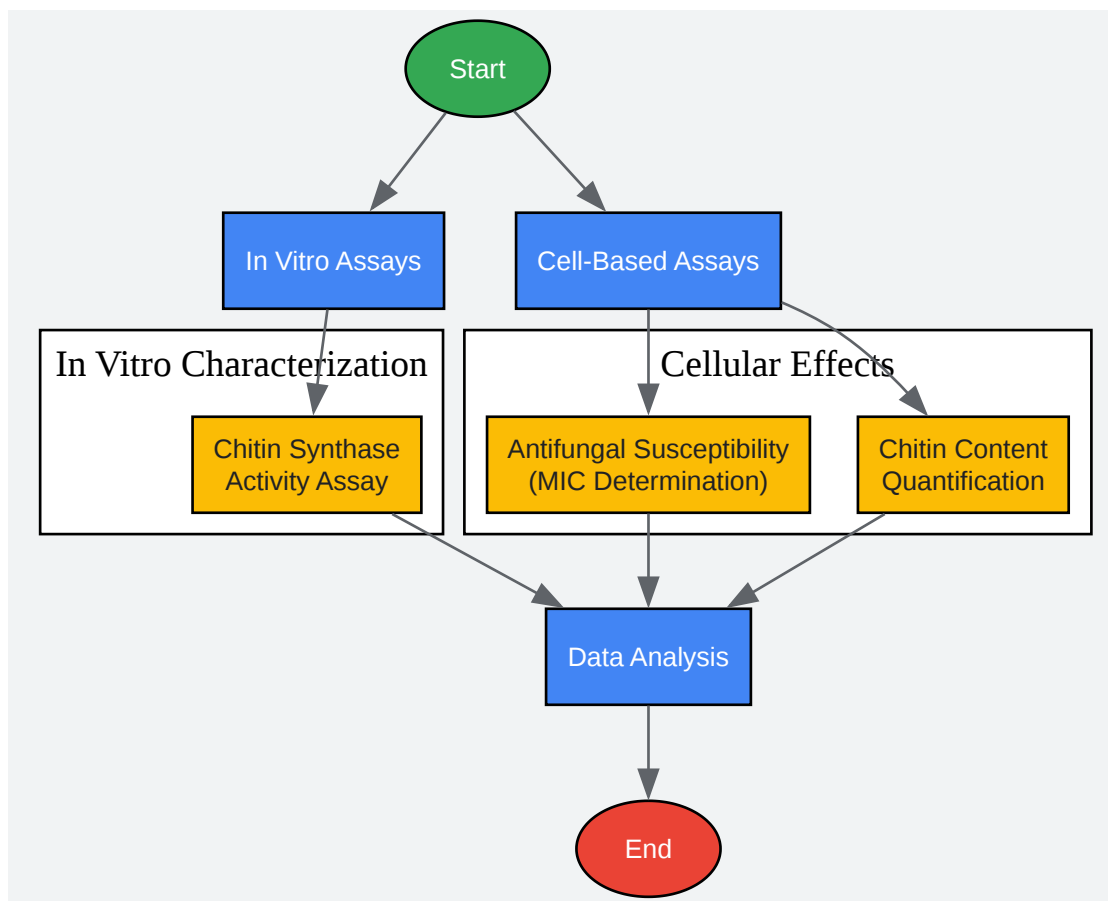 Start
In Vitro Assays
Cell-Based Assays
In Vitro Characterization
Cellular Effects
Chitin Synthase
Activity Assay
Antifungal Susceptibility
(MIC Determination)
Chitin Content
Quantification
Data Analysis
End